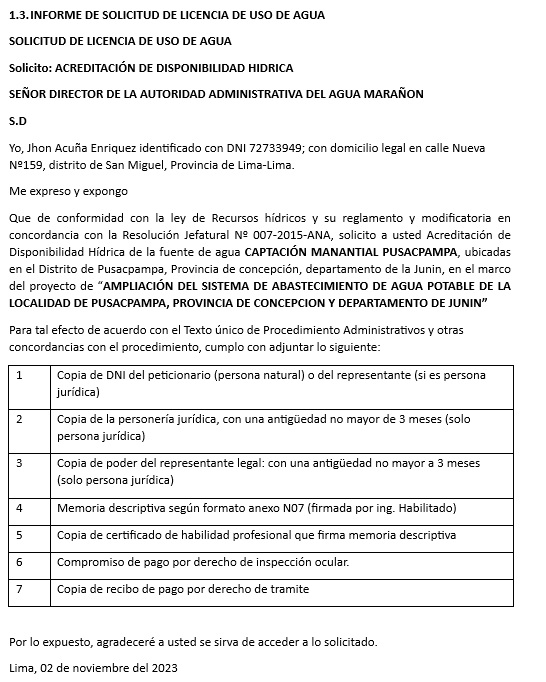 1.3. INFORME DE SOLICITUD DE LICENCIA DE USO DE AGUA
SOLICITUD DE LICENCIA DE USO DE AGUA
Solicito: ACREDITACIÓN DE DISPONIBILIDAD HIDRICA
SEÑOR DIRECTOR DE LA AUTORIDAD ADMINISTRATIVA DEL AGUA MARAÑON
S.D
Yo, Jhon Acuña Enriquez identificado con DNI 72733949; con domicilio legal en calle Nueva
Nº159, distrito de San Miguel, Provincia de Lima-Lima.
Me expreso y expongo
Que de conformidad con la ley de Recursos hídricos y su reglamento y modificatoria en
concordancia con la Resolución Jefatural Nº 007-2015-ANA, solicito a usted Acreditación de
Disponibilidad Hídrica de la fuente de agua CAPTACIÓN MANANTIAL PUSACPAMPA, ubicadas
en el Distrito de Pusacpampa, Provincia de concepción, departamento de la Junin, en el marco
del proyecto de “AMPLIACIÓN DEL SISTEMA DE ABASTECIMIENTO DE AGUA POTABLE DE LA
LOCALIDAD DE PUSACPAMPA, PROVINCIA DE CONCEPCION Y DEPARTAMENTO DE JUNIN”
Para tal efecto de acuerdo con el Texto único de Procedimiento Administrativos y otras
concordancias con el procedimiento, cumplo con adjuntar lo siguiente:
1 Copia de DNI del peticionario (persona natural) o del representante (si es persona
jurídica)
2 Copia de la personería jurídica, con una antigüedad no mayor de 3 meses (solo
persona jurídica)
3 Copia de poder del representante legal: con una antigüedad no mayor a 3 meses
(solo persona jurídica)
4 Memoria descriptiva según formato anexo N07 (firmada por ing. Habilitado)
5 Copia de certificado de habilidad profesional que firma memoria descriptiva
6 Compromiso de pago por derecho de inspección ocular.
7 Copia de recibo de pago por derecho de tramite
Por lo expuesto, agradeceré a usted se sirva de acceder a lo solicitado.
Lima, 02 de noviembre del 2023